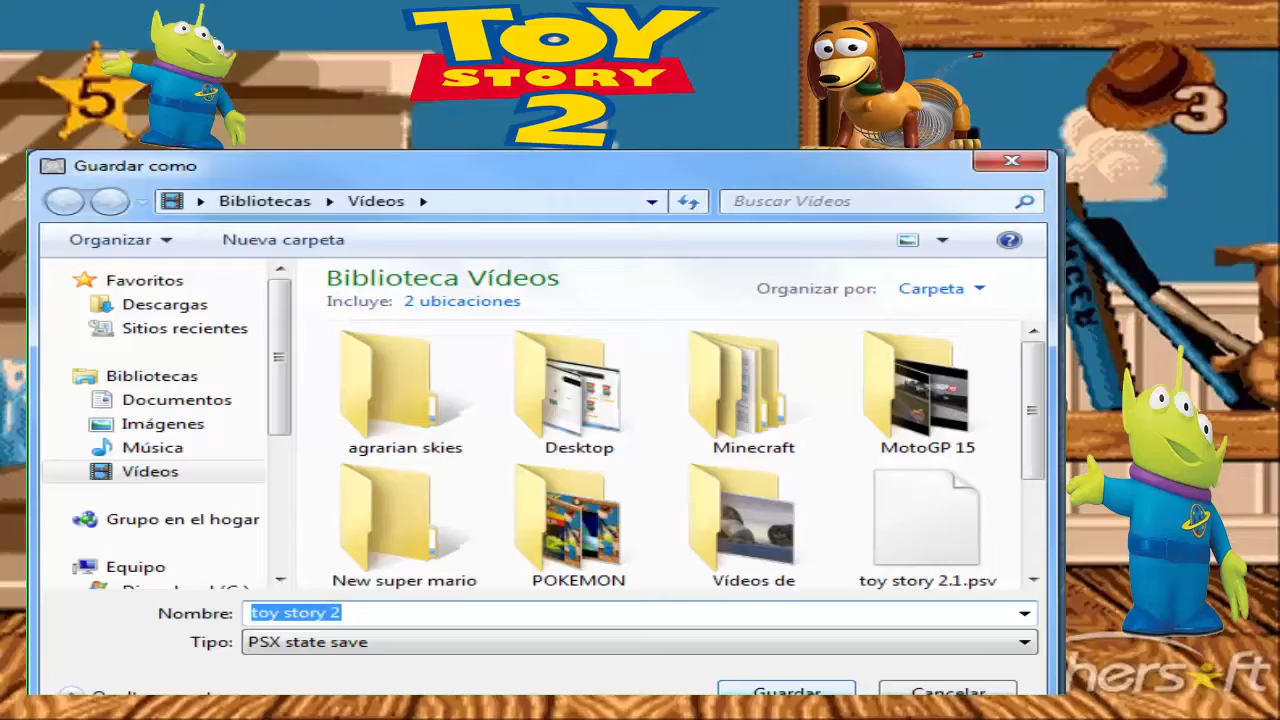 TOY
STORY
2
5
3
Guardar como
Bibliotecas Vídeos
Buscar Vídeos
Organizar Nueva carpeta
Favoritos
Descargas
Sitios recientes
Bibliotecas
Documentos
Imágenes
Música
Vídeos
Grupo en el hogar
Equipo
Biblioteca Vídeos
Incluye: 2 ubicaciones
Organizar por: Carpeta
agrarian skies
Desktop
Minecraft
MotoGP 15
New super mario
POKEMON
Vídeos de
toy story 2.1.psv
Nombre: toy story 2
Tipo: PSX state save
Guardar
Cancelar
hersoft